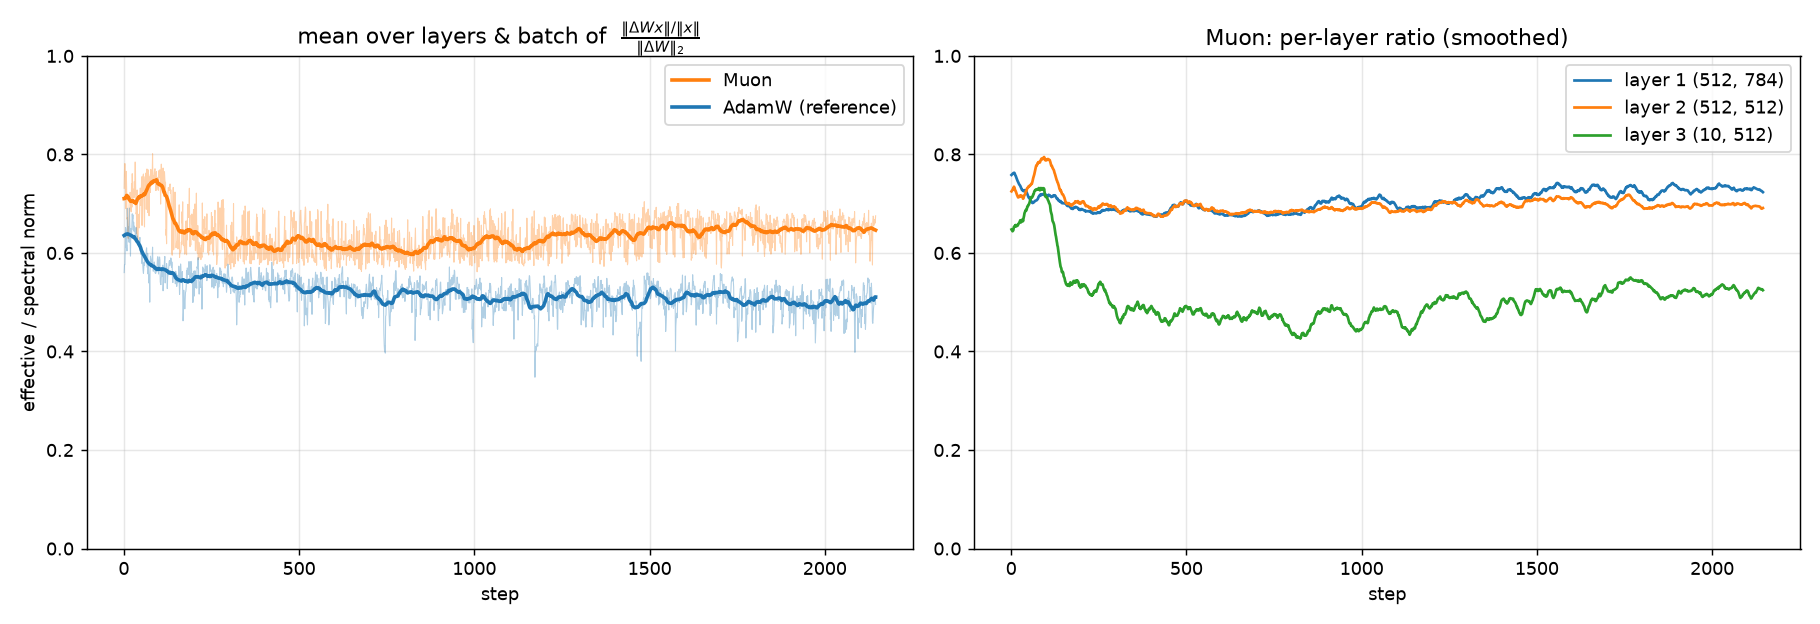 mean over layers & batch of ‖ΔWx‖/‖x‖ / ‖ΔW‖₂
Muon
AdamW (reference)
effective / spectral norm
1.0
0.8
0.6
0.4
0.2
0.0
0 500 1000 1500 2000
step
Muon: per-layer ratio (smoothed)
layer 1 (512, 784)
layer 2 (512, 512)
layer 3 (10, 512)
1.0
0.8
0.6
0.4
0.2
0.0
0 500 1000 1500 2000
step